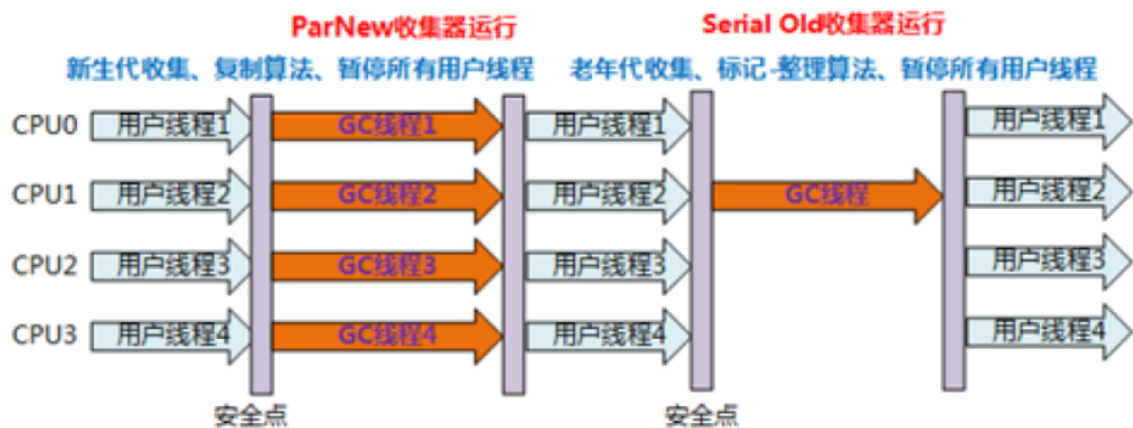 ParNew收集器运行 Serial Old收集器运行
新生代收集、复制算法、暂停所有用户线程 老年代收集、标记-整理算法、暂停所有用户线程
CPU0 用户线程1 GC线程1 用户线程1 用户线程1
CPU1 用户线程2 GC线程2 用户线程2 GC线程 用户线程2
CPU2 用户线程3 GC线程3 用户线程3 用户线程3
CPU3 用户线程4 GC线程4 用户线程4 用户线程4
安全点 安全点